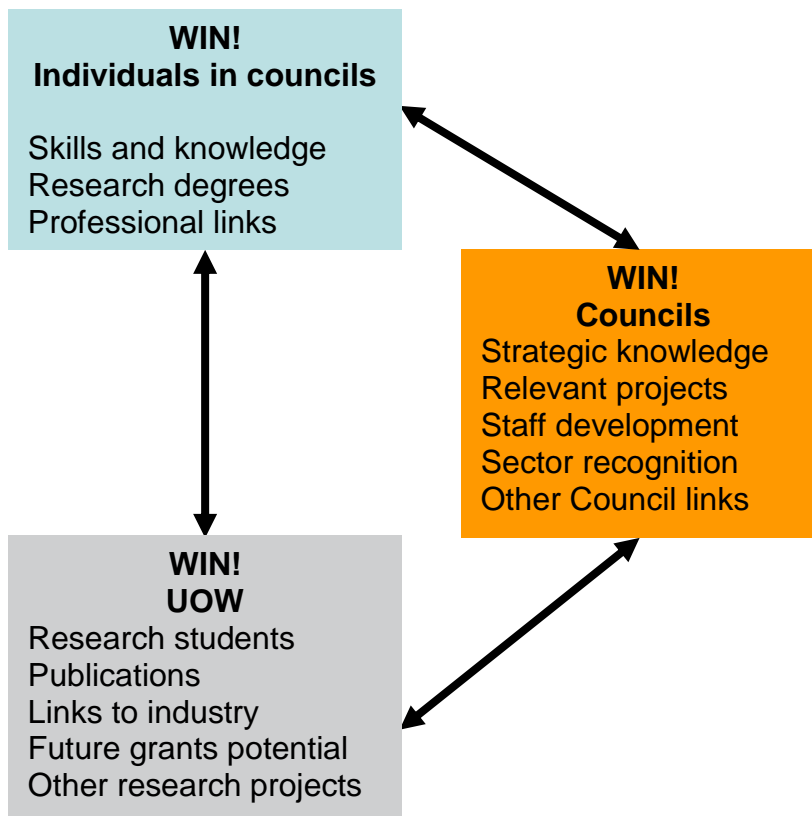 WIN!
Individuals in councils
Skills and knowledge
Research degrees
Professional links
WIN!
Councils
Strategic knowledge
Relevant projects
Staff development
Sector recognition
Other Council links
WIN!
UOW
Research students
Publications
Links to industry
Future grants potential
Other research projects